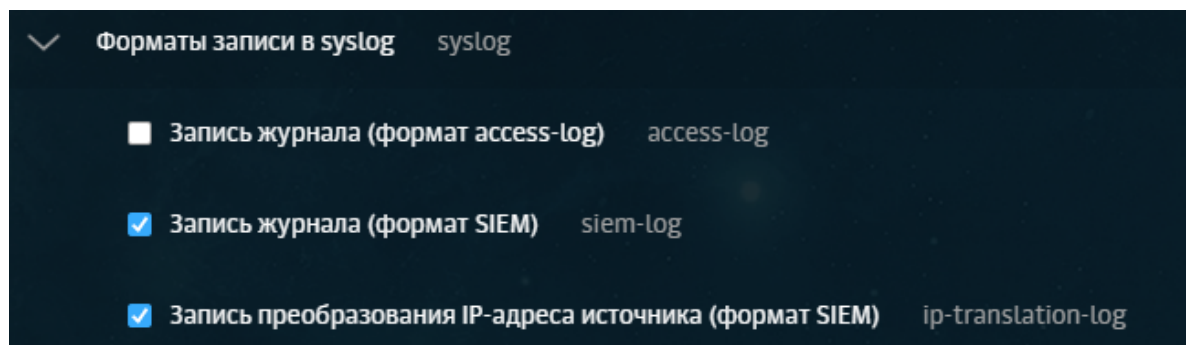 Форматы записи в syslog syslog
Запись журнала (формат access-log) access-log
Запись журнала (формат SIEM) siem-log
Запись преобразования IP-адреса источника (формат SIEM) ip-translation-log